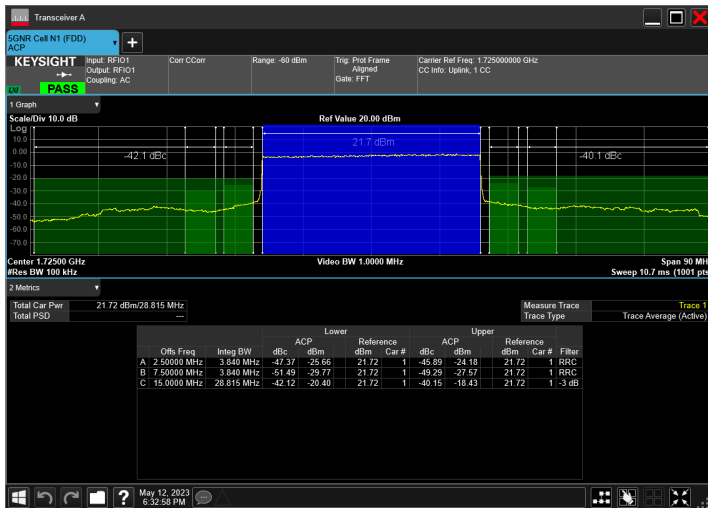 Transceiver A
5GNR Cell N1 (FDD)
ACP
KEYSIGHT
LXI
PASS
Input: RFIO1
Output: RFIO1
Coupling: AC
Corr CCorr
Range: -60 dBm
Trig: Prot Frame
Aligned
Gate: FFT
Carrier Ref Freq: 1.725000000 GHz
CC Info: Uplink, 1 CC
1 Graph
Scale/Div 10.0 dB
Ref Value 20.00 dBm
Log
10.0
0.00
-10.0
-20.0
-30.0
-40.0
-50.0
-60.0
-70.0
-42.1 dBc
21.7 dBm
-40.1 dBc
Center 1.72500 GHz
Video BW 1.0000 MHz
Span 90 MH
#Res BW 100 kHz
Sweep 10.7 ms (1001 pts
2 Metrics
Total Car Pwr 21.72 dBm/28.815 MHz
Total PSD ---
Measure Trace Trace 1
Trace Type Trace Average (Active)
Lower Upper
ACP Reference ACP Reference
Offs Freq Integ BW dBc dBm dBm Car # dBc dBm dBm Car # Filter
A 2.50000 MHz 3.840 MHz -47.37 -25.66 21.72 1 -45.89 -24.18 21.72 1 RRC
B 7.50000 MHz 3.840 MHz -51.49 -29.77 21.72 1 -49.29 -27.57 21.72 1 RRC
C 15.0000 MHz 28.815 MHz -42.12 -20.40 21.72 1 -40.15 -18.43 21.72 1 -3 dB
?
May 12, 2023
6:32:58 PM